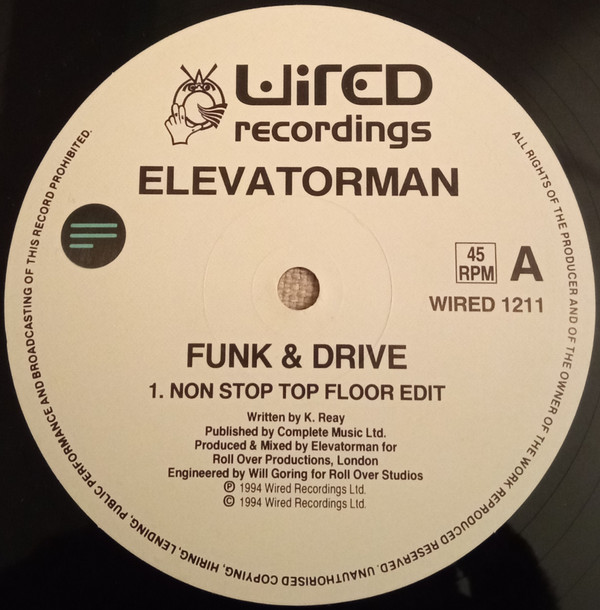 WIRED
recordings
ELEVATORMAN
45
RPM
A
WIRED 1211
FUNK & DRIVE
1. NON STOP TOP FLOOR EDIT
Written by K. Reay
Published by Complete Music Ltd.
Produced & Mixed by Elevatorman for
Roll Over Productions, London
Engineered by Will Goring for Roll Over Studios
℗ 1994 Wired Recordings Ltd.
© 1994 Wired Recordings Ltd.
ALL RIGHTS OF THE PRODUCER AND OF THE OWNER OF THE WORK REPRODUCED RESERVED. UNAUTHORISED COPYING, HIRING, LENDING, PUBLIC PERFORMANCE AND BROADCASTING OF THIS RECORD PROHIBITED.